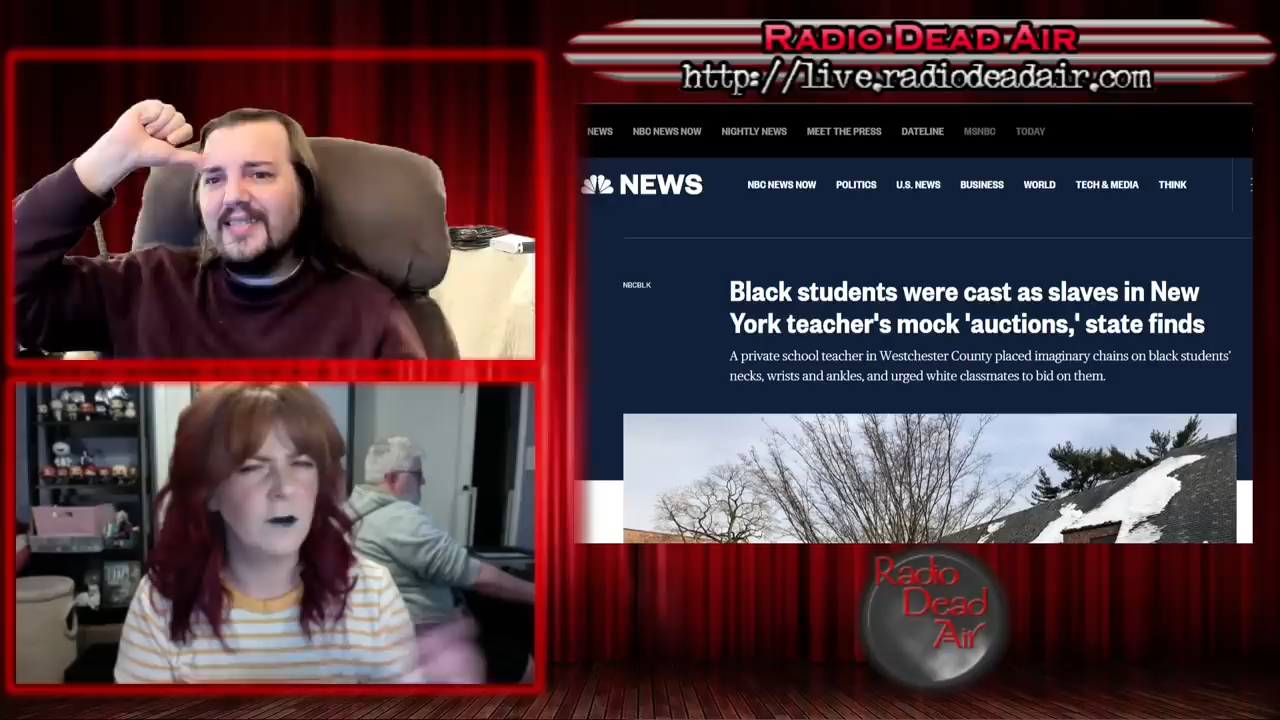 RADIO DEAD AIR
http://live.radiodeadair.com
NEWS NBC NEWS NOW NIGHTLY NEWS MEET THE PRESS DATELINE MSNBC TODAY
NEWS NBC NEWS NOW POLITICS U.S. NEWS BUSINESS WORLD TECH & MEDIA THINK
NBCBLK
Black students were cast as slaves in New
York teacher's mock 'auctions,' state finds
A private school teacher in Westchester County placed imaginary chains on black students’
necks, wrists and ankles, and urged white classmates to bid on them.
Radio
Dead
Air